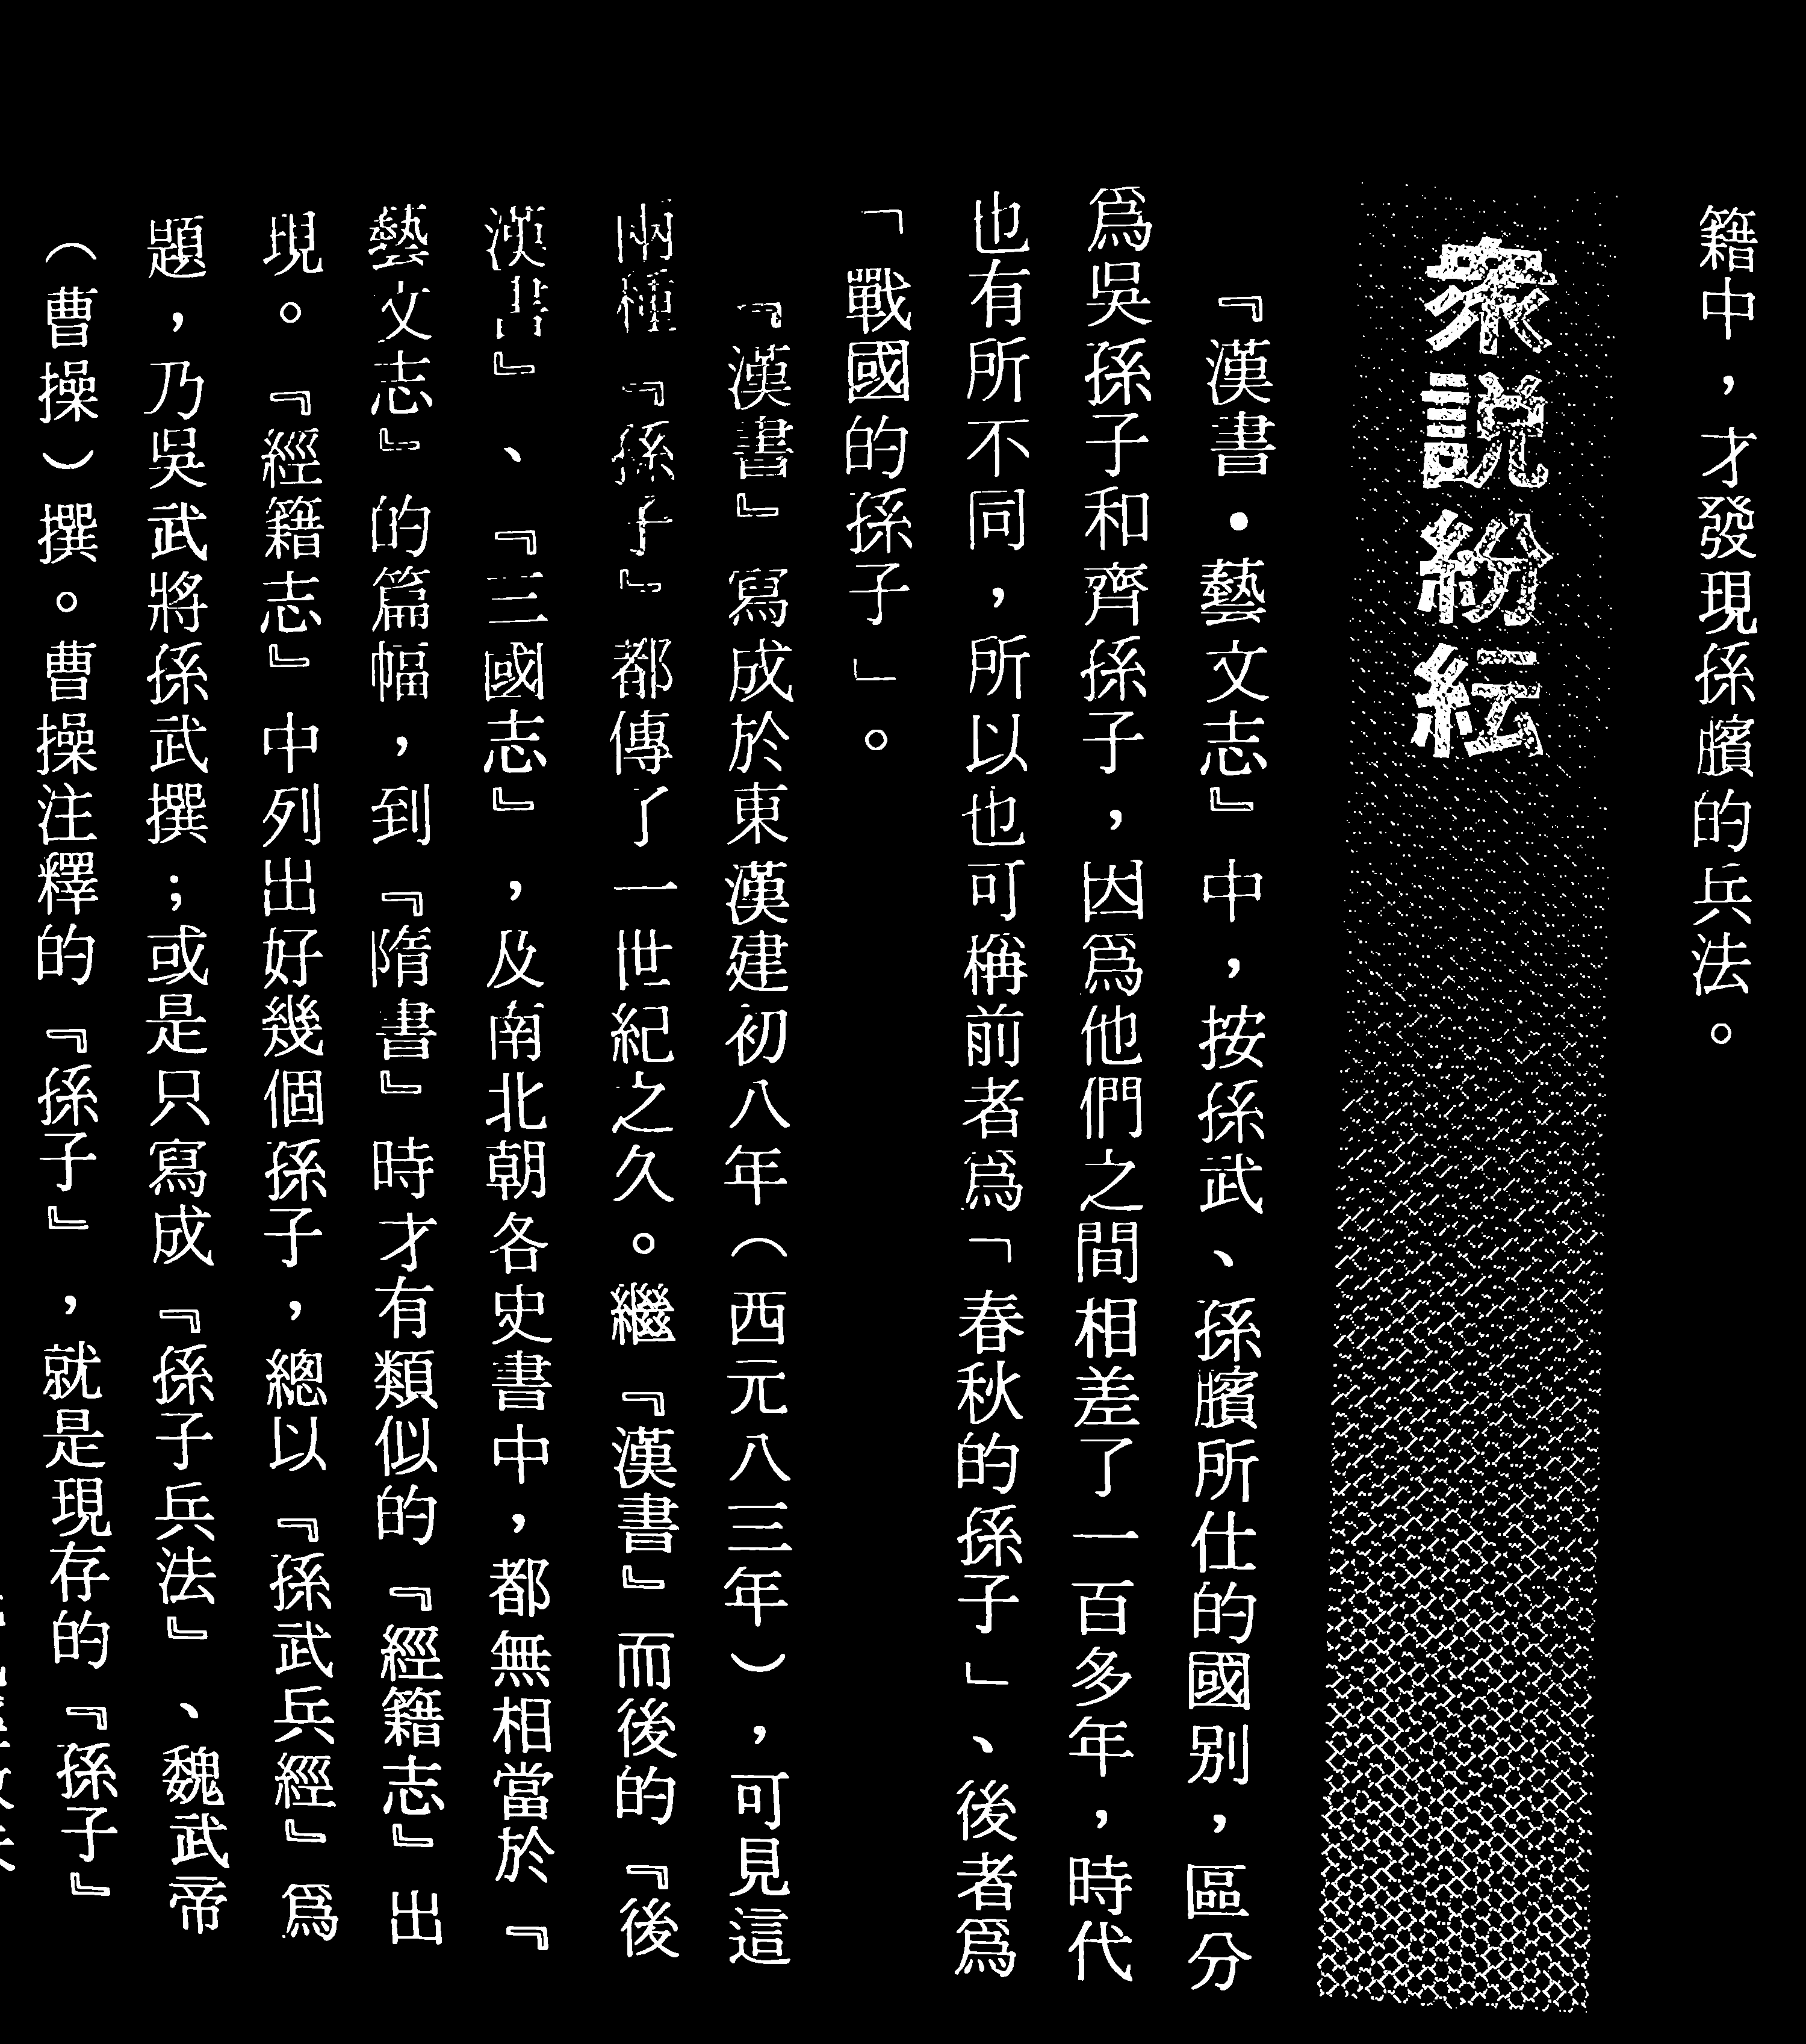 籍中，才發現孫臏的兵法。
衆説紛紜
『漢書•藝文志』中，按孫武、孫臏所仕的國別，區分
爲吳孫子和齊孫子，因爲他們之間相差了一百多年，時代
也有所不同，所以也可稱前者爲「春秋的孫子」、後者爲
「戰國的孫子」。
『漢書』寫成於東漢建初八年（西元八三年），可見這
兩種『孫子』都傳了一世紀之久。繼『漢書』而後的『後
漢書』、『三國志』，及南北朝各史書中，都無相當於『
藝文志』的篇幅，到『隋書』時才有類似的『經籍志』出
現。『經籍志』中列出好幾個孫子，總以『孫武兵經』爲
題，乃吳武將孫武撰；或是只寫成『孫子兵法』、魏武帝
（曹操）撰。曹操注釋的『孫子』，就是現存的『孫子』